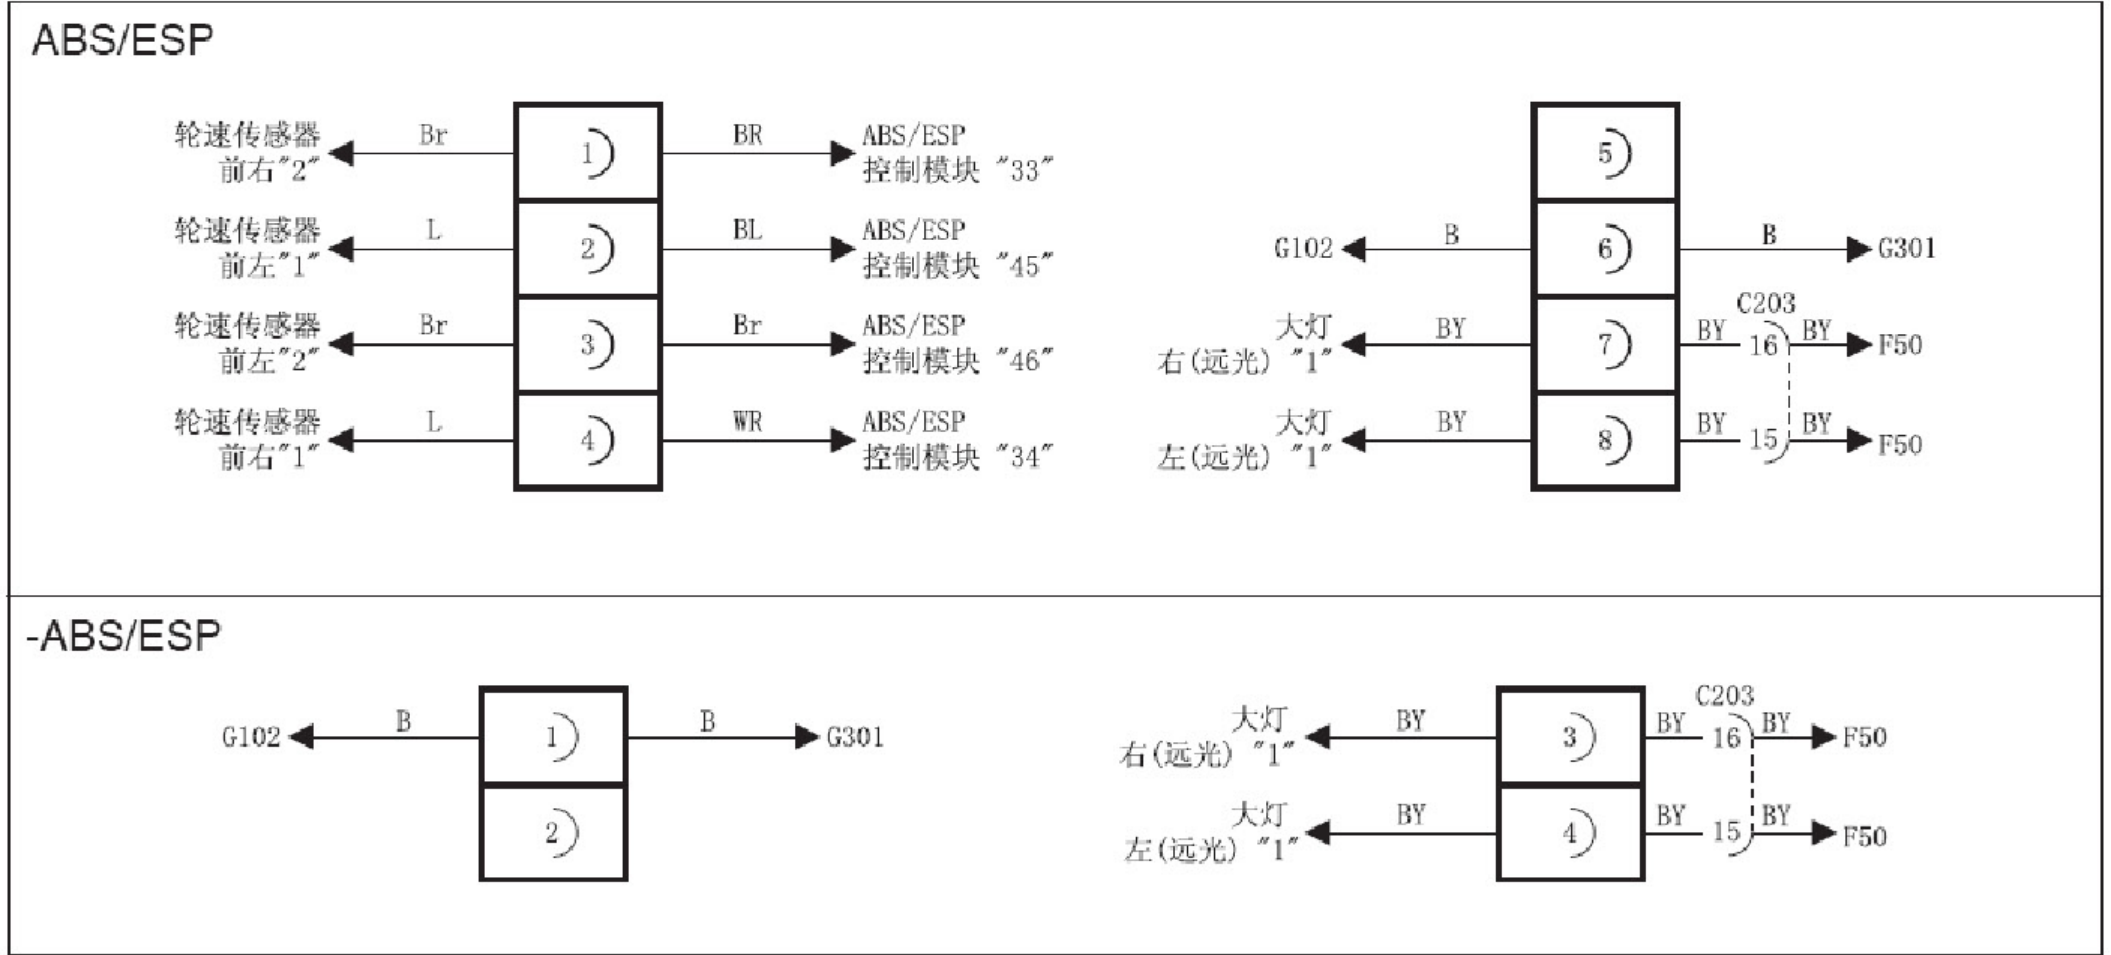 ABS/ESP
轮速传感器
前右"2"
Br
1
BR
ABS/ESP
控制模块 "33"
轮速传感器
前左"1"
L
2
BL
ABS/ESP
控制模块 "45"
轮速传感器
前左"2"
Br
3
Br
ABS/ESP
控制模块 "46"
轮速传感器
前右"1"
L
4
WR
ABS/ESP
控制模块 "34"
5
G102
B
6
B
G301
C203
大灯
右(远光) "1"
BY
7
BY
16
BY
F50
大灯
左(远光) "1"
BY
8
BY
15
BY
F50
-ABS/ESP
G102
B
1
B
G301
2
C203
大灯
右(远光) "1"
BY
3
BY
16
BY
F50
大灯
左(远光) "1"
BY
4
BY
15
BY
F50